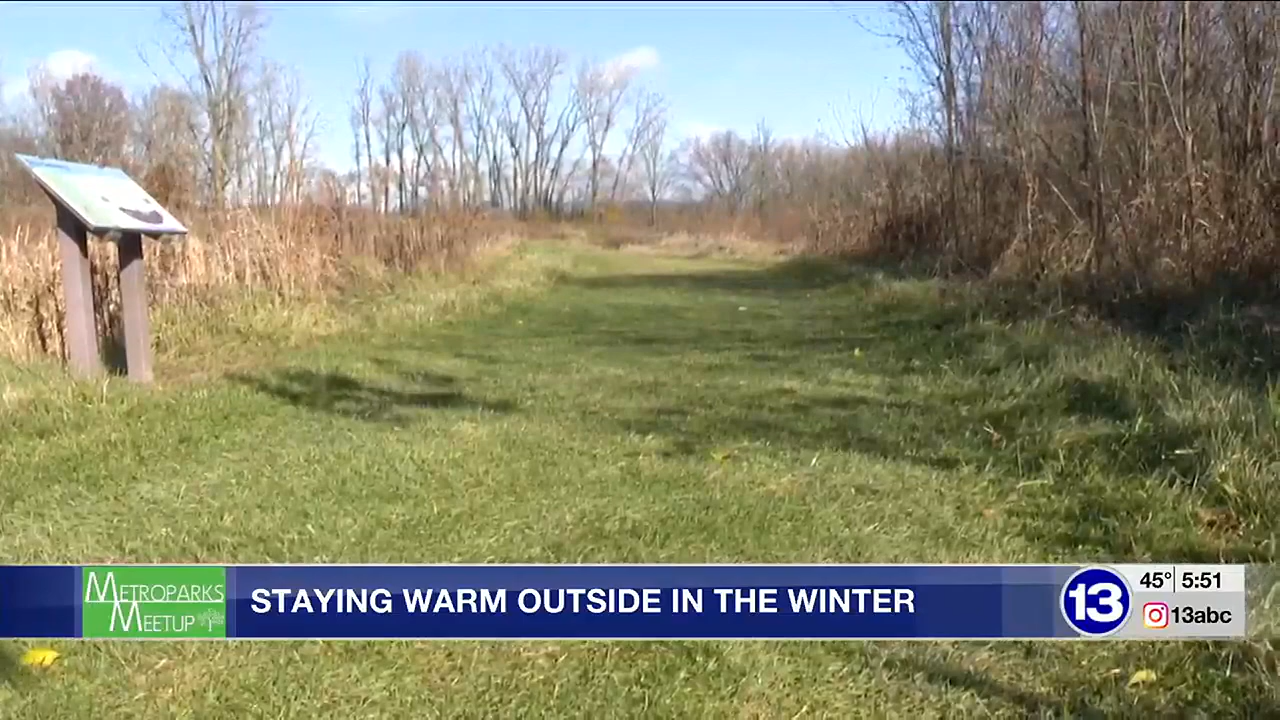 METROPARKS
MEETUP
STAYING WARM OUTSIDE IN THE WINTER
13
45° 5:51
13abc